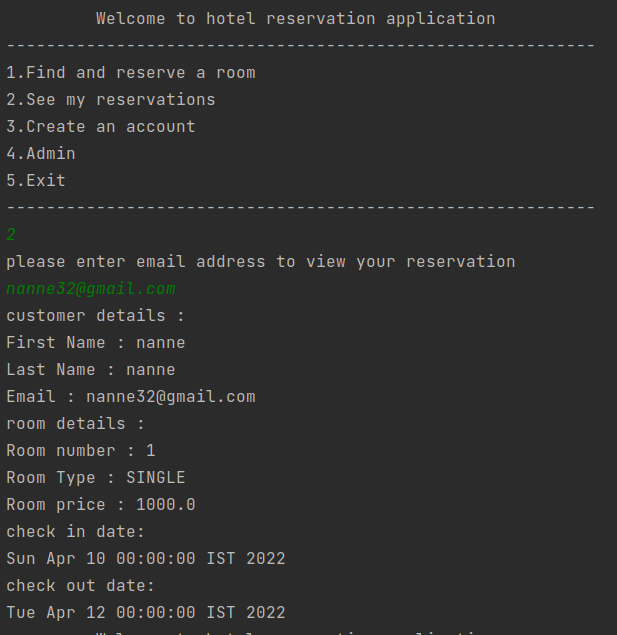 Welcome to hotel reservation application
-----------------------------------------------------------
1.Find and reserve a room
2.See my reservations
3.Create an account
4.Admin
5.Exit
-----------------------------------------------------------
2
please enter email address to view your reservation
nanne32@gmail.com
customer details :
First Name : nanne
Last Name : nanne
Email : nanne32@gmail.com
room details :
Room number : 1
Room Type : SINGLE
Room price : 1000.0
check in date:
Sun Apr 10 00:00:00 IST 2022
check out date:
Tue Apr 12 00:00:00 IST 2022